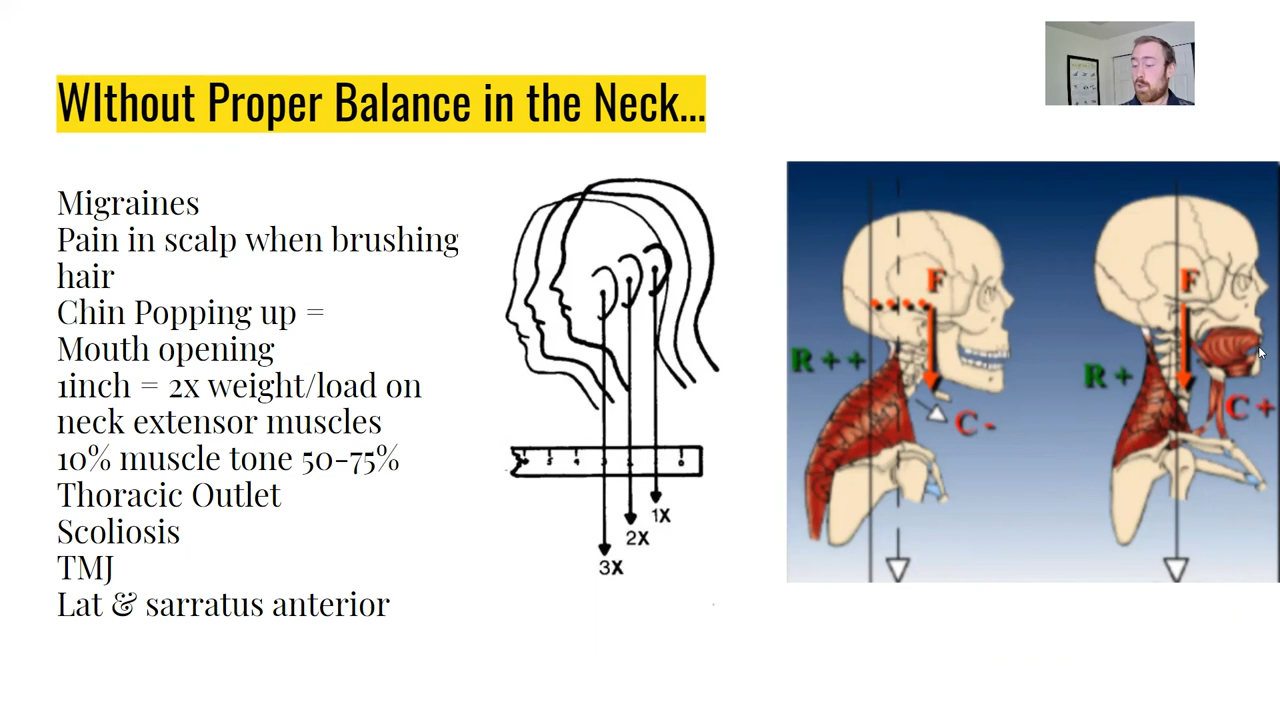 WIthout Proper Balance in the Neck...
Migraines
Pain in scalp when brushing
hair
Chin Popping up =
Mouth opening
1inch = 2x weight/load on
neck extensor muscles
10% muscle tone 50-75%
Thoracic Outlet
Scoliosis
TMJ
Lat & sarratus anterior
5 4
1X
2X
3X
F
R + +
C -
F
R +
C +